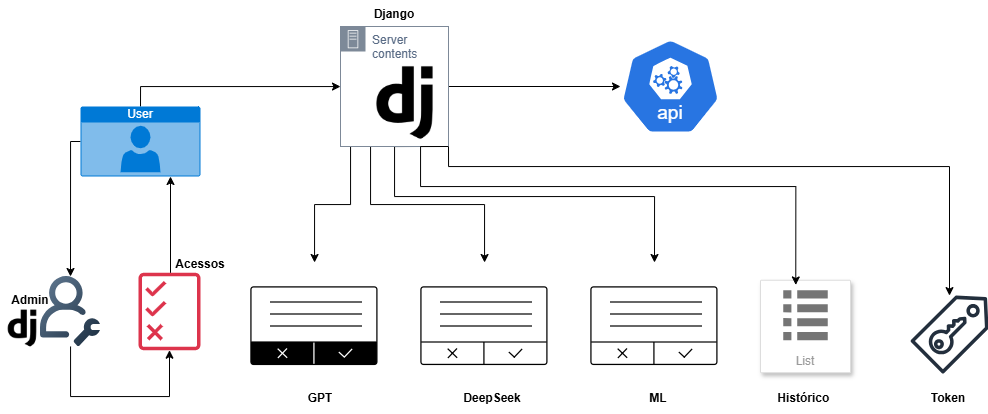 Django
Server
contents
dj
api
User
Acessos
Admin
dj
List
GPT
DeepSeek
ML
Histórico
Token